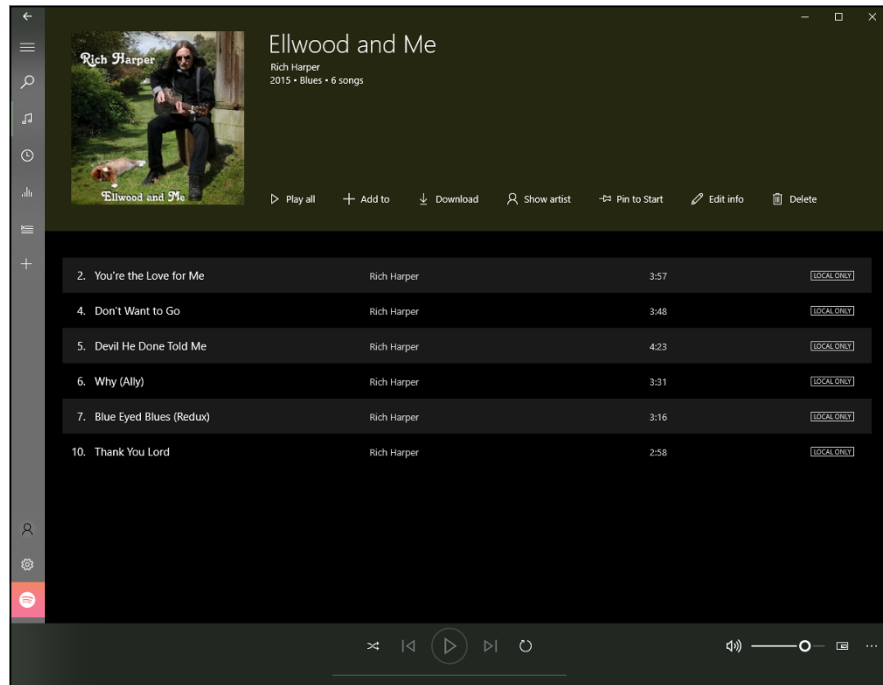 Rich Harper
Ellwood and Me
Ellwood and Me
Rich Harper
2015 • Blues • 6 songs
Play all Add to Download Show artist Pin to Start Edit info Delete
2. You're the Love for Me Rich Harper 3:57 LOCAL ONLY
4. Don't Want to Go Rich Harper 3:48 LOCAL ONLY
5. Devil He Done Told Me Rich Harper 4:23 LOCAL ONLY
6. Why (Ally) Rich Harper 3:31 LOCAL ONLY
7. Blue Eyed Blues (Redux) Rich Harper 3:16 LOCAL ONLY
10. Thank You Lord Rich Harper 2:58 LOCAL ONLY